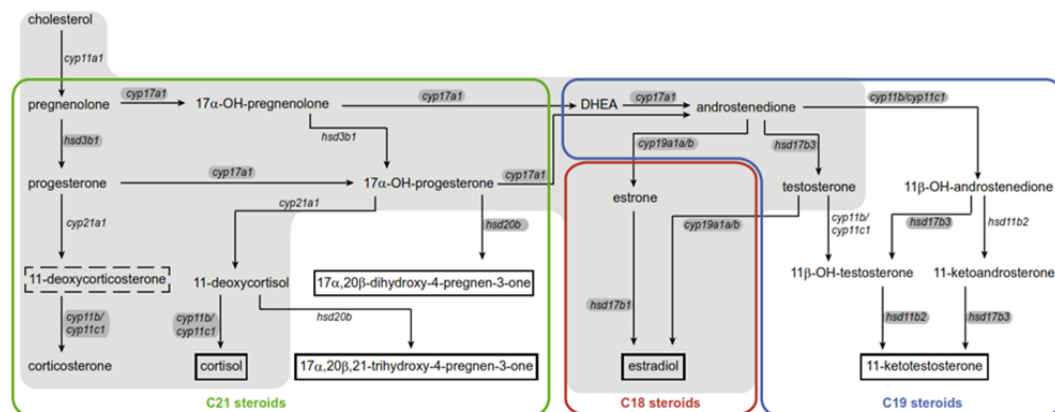 cholesterol
cyp11a1
pregnenolone
cyp17a1
17α-OH-pregnenolone
cyp17a1
DHEA
cyp17a1
androstenedione
cyp11b/cyp11c1
hsd3b1
hsd3b1
cyp19a1a/b
hsd17b3
progesterone
cyp17a1
17α-OH-progesterone
cyp17a1
estrone
testosterone
11β-OH-androstenedione
cyp21a1
cyp21a1
hsd20b
cyp19a1a/b
cyp11b/
cyp11c1
hsd17b3
hsd11b2
11-deoxycorticosterone
11-deoxycortisol
17α,20β-dihydroxy-4-pregnen-3-one
11β-OH-testosterone
11-ketoandrosterone
cyp11b/
cyp11c1
cyp11b/
cyp11c1
hsd20b
hsd17b1
hsd11b2
hsd17b3
corticosterone
cortisol
17α,20β,21-trihydroxy-4-pregnen-3-one
estradiol
11-ketotestosterone
C21 steroids
C18 steroids
C19 steroids